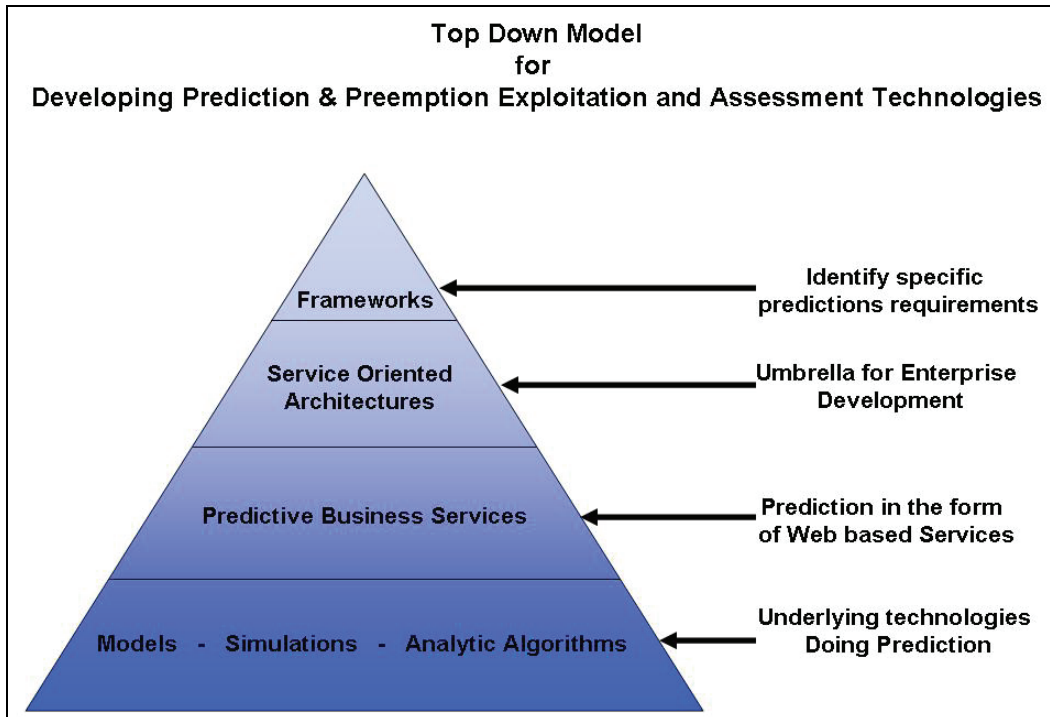 Top Down Model
for
Developing Prediction & Preemption Exploitation and Assessment Technologies
Frameworks
Identify specific
predictions requirements
Service Oriented
Architectures
Umbrella for Enterprise
Development
Predictive Business Services
Prediction in the form
of Web based Services
Models - Simulations - Analytic Algorithms
Underlying technologies
Doing Prediction